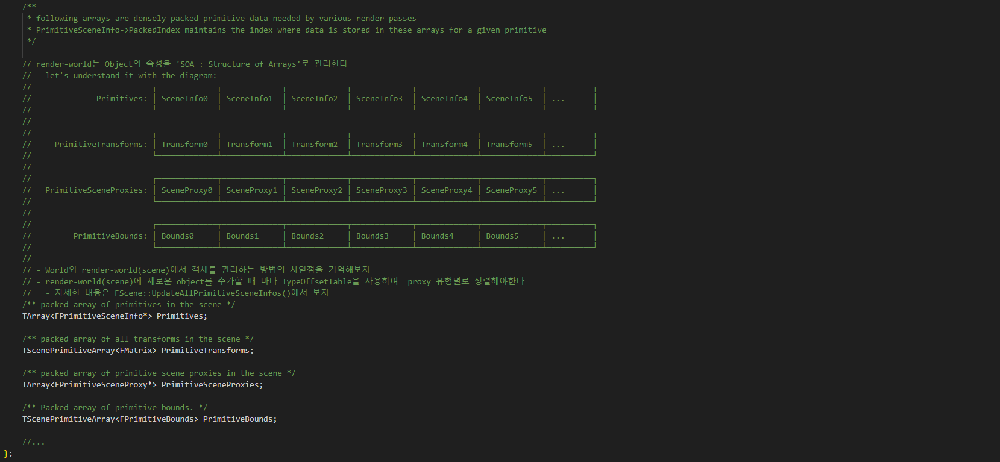 /**
 * following arrays are densely packed primitive data needed by various render passes
 * PrimitiveSceneInfo->PackedIndex maintains the index where data is stored in these arrays for a given primitive
 */
// render-world는 Object의 속성을 'SOA : Structure of Arrays'로 관리한다
// - let's understand it with the diagram:
//              ┌─────────────┬─────────────┬─────────────┬─────────────┬─────────────┬─────────────┬──────────┐
//              Primitives: │ SceneInfo0  │ SceneInfo1  │ SceneInfo2  │ SceneInfo3  │ SceneInfo4  │ SceneInfo5  │ ...      │
//              └─────────────┴─────────────┴─────────────┴─────────────┴─────────────┴─────────────┴──────────┘
//
//              ┌─────────────┬─────────────┬─────────────┬─────────────┬─────────────┬─────────────┬──────────┐
//     PrimitiveTransforms: │ Transform0  │ Transform1  │ Transform2  │ Transform3  │ Transform4  │ Transform5  │ ...      │
//              └─────────────┴─────────────┴─────────────┴─────────────┴─────────────┴─────────────┴──────────┘
//
//              ┌─────────────┬─────────────┬─────────────┬─────────────┬─────────────┬─────────────┬──────────┐
//   PrimitiveSceneProxies: │ SceneProxy0 │ SceneProxy1 │ SceneProxy2 │ SceneProxy3 │ SceneProxy4 │ SceneProxy5 │ ...      │
//              └─────────────┴─────────────┴─────────────┴─────────────┴─────────────┴─────────────┴──────────┘
//
//              ┌─────────────┬─────────────┬─────────────┬─────────────┬─────────────┬─────────────┬──────────┐
//         PrimitiveBounds: │ Bounds0     │ Bounds1     │ Bounds2     │ Bounds3     │ Bounds4     │ Bounds5     │ ...      │
//              └─────────────┴─────────────┴─────────────┴─────────────┴─────────────┴─────────────┴──────────┘
//
// - World와 render-world(scene)에서 객체를 관리하는 방법의 차읻점을 기억해보자
// - render-world(scene)에 새로운 object를 추가할 때 마다 TypeOffsetTable을 사용하여  proxy 유형별로 정렬해야한다
//   - 자세한 내용은 FScene::UpdateAllPrimitiveSceneInfos()에서 보자
/** packed array of primitives in the scene */
TArray<FPrimitiveSceneInfo*> Primitives;
/** packed array of all transforms in the scene */
TScenePrimitiveArray<FMatrix> PrimitiveTransforms;
/** packed array of primitive scene proxies in the scene */
TArray<FPrimitiveSceneProxy*> PrimitiveSceneProxies;
/** Packed array of primitive bounds. */
TScenePrimitiveArray<FPrimitiveBounds> PrimitiveBounds;
//...
};